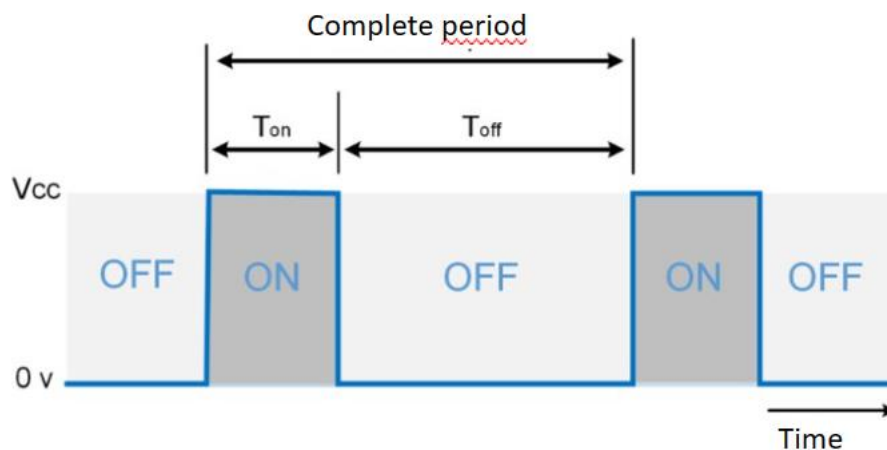 Complete period
Ton
Toff
Vcc
OFF
ON
OFF
ON
OFF
0 v
Time